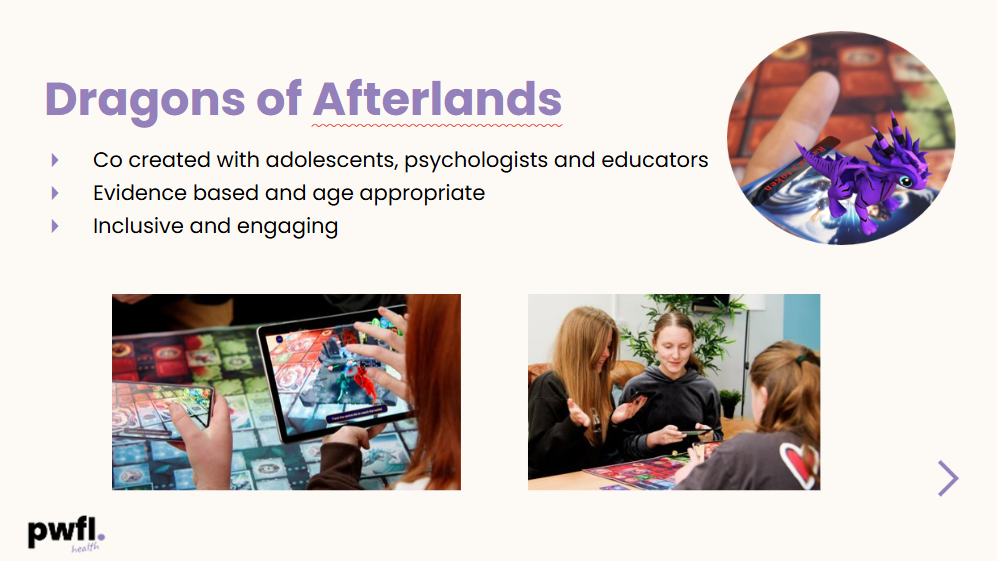 Dragons of Afterlands
Co created with adolescents, psychologists and educators
Evidence based and age appropriate
Inclusive and engaging
pwfl.
health